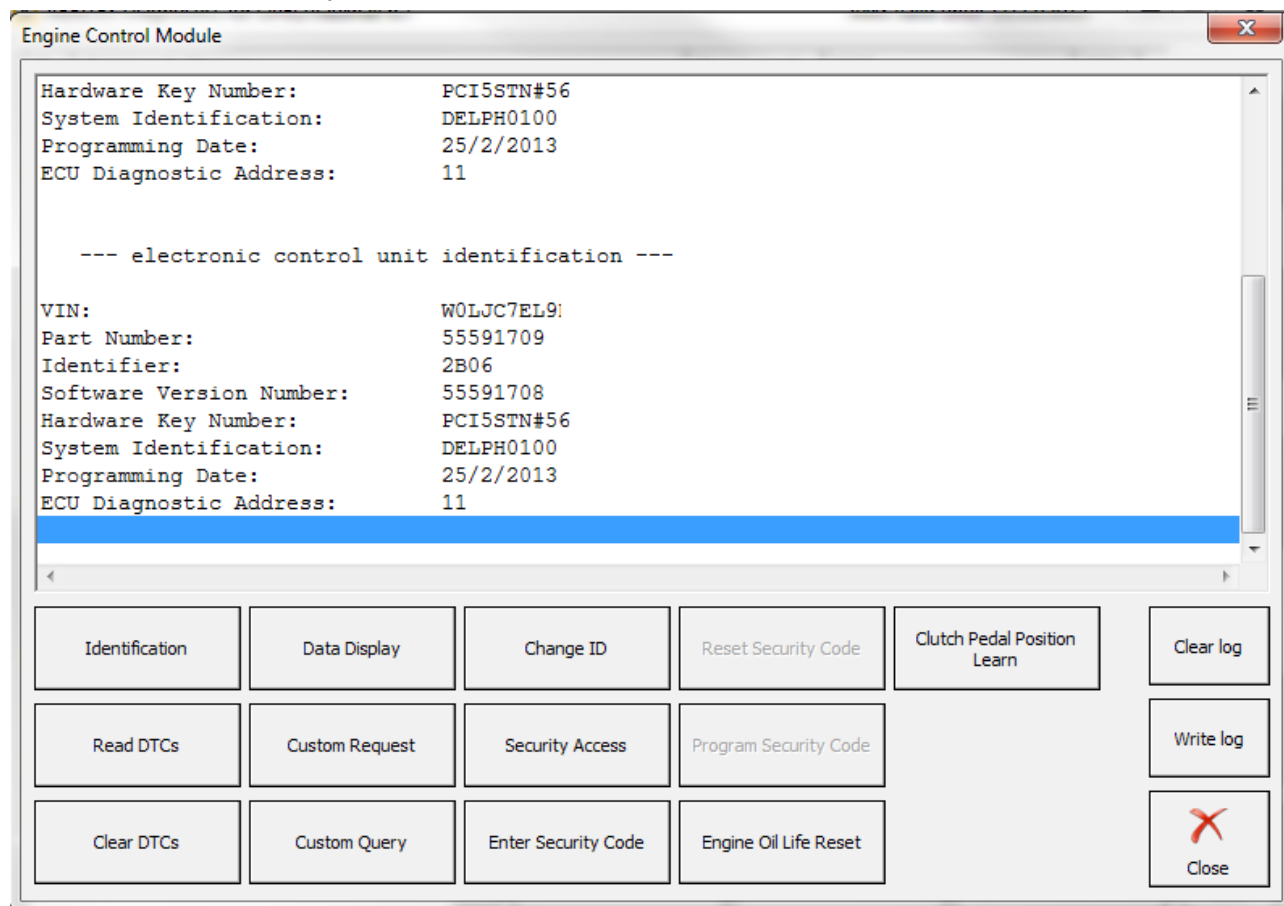 Engine Control Module
Hardware Key Number: PCI5STN#56
System Identification: DELPH0100
Programming Date: 25/2/2013
ECU Diagnostic Address: 11
--- electronic control unit identification ---
VIN: W0LJC7EL9
Part Number: 55591709
Identifier: 2B06
Software Version Number: 55591708
Hardware Key Number: PCI5STN#56
System Identification: DELPH0100
Programming Date: 25/2/2013
ECU Diagnostic Address: 11
Identification Data Display Change ID Reset Security Code Clutch Pedal Position Learn Clear log
Read DTCs Custom Request Security Access Program Security Code Write log
Clear DTCs Custom Query Enter Security Code Engine Oil Life Reset Close